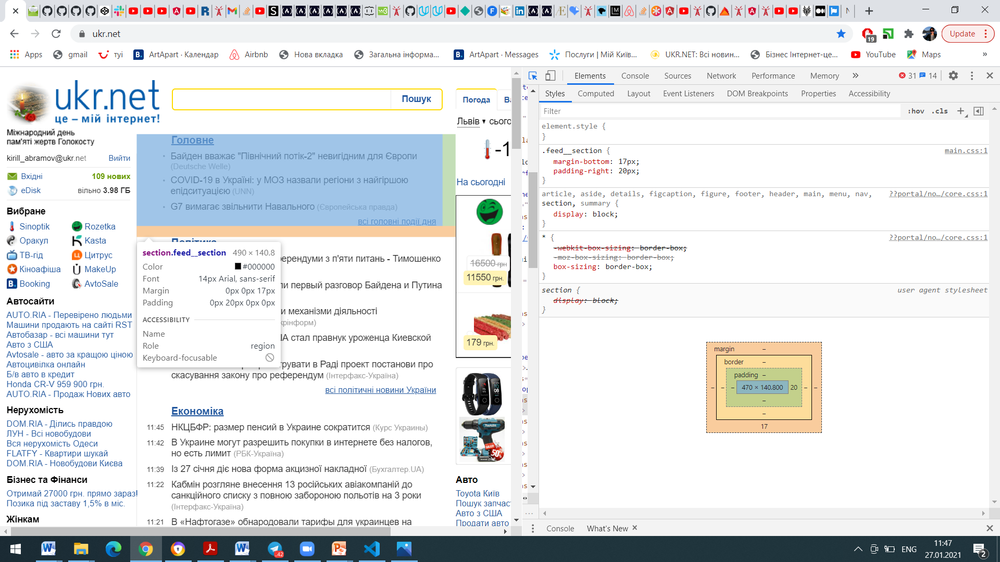 ukr.net
19
Update
Apps
gmail
туі
ArtApart · Календар
Airbnb
Нова вкладка
Загальна інформа...
ArtApart · Messages
Послуги | Мій Київ...
UKR.NET: Всі новин...
Бізнес Інтернет-це...
YouTube
Maps
»
ukr.net
це – мій інтернет!
Міжнародний день
пам'яті жертв Голокосту
kirill_abramov@ukr.net Вийти
Вхідні 109 нових
eDisk вільно 3.98 ГБ
Вибране
Sinoptik Rozetka
Оракул Kasta
ТВ-гід Цитрус
Кіноафіша MakeUp
Booking AvtoSale
Автосайти
AUTO.RIA - Перевірено людьми
Машини продають на сайті RST
Автобазар - всі машини тут
Авто з США
Avtosale - авто за кращою ціною
Автоцивілка онлайн
Б/в авто в кредит
Honda CR-V 959 900 грн.
AUTO.RIA - Продаж Нових авто
Нерухомість
DOM.RIA - Ділись правдою
ЛУН - Всі новобудови
Вся нерухомість Одеси
FLATFY - Квартири шукай
DOM.RIA - Новобудови Києва
Бізнес та Фінанси
Отримай 27000 грн. прямо зараз!
Позика під заставу 1,5% в міс.
Жінкам
Пошук
Головне
Байден вважає "Північний потік-2" невигідним для Європи
(Deutsche Welle)
COVID-19 в Україні: у МОЗ назвали регіони з найгіршою
епідситуацією (UNN)
G7 вимагає звільнити Навального (Європейська правда)
всі головні події дня
Політика
ферендуми з п'яти питань - Тимошенко
ли первый разговор Байдена и Путина
и механізми діяльності
крінформ)
А стал правнук уроженца Киевской
трувати в Раді проект постанови про
скасування закону про референдум (Інтерфакс-Україна)
всі політичні новини України
section.feed__section 490 × 140.8
Color #000000
Font 14px Arial, sans-serif
Margin 0px 0px 17px
Padding 0px 20px 0px 0px
ACCESSIBILITY
Name
Role region
Keyboard-focusable
Економіка
11:45 НКЦБФР: размер пенсий в Украине сократится (Курс Украины)
11:42 В Украине могут разрешить покупки в интернете без налогов,
но есть лимит (РБК-Україна)
11:39 Із 27 січня діє нова форма акцизної накладної (Бухгалтер.UA)
11:22 Кабмін розгляне внесення 13 російських авіакомпаній до
санкційного списку з повною забороною польотів на 3 роки
(Інтерфакс-Україна)
11:21 В «Нафтогазе» обнародовали тарифы для украинцев на
Погода
Ва
Львів ▾ сього
-1
На сьогодні
16500 грн
11550 грн.
179 грн.
makita
50%
Авто
Toyota Київ
Пошук запчас
Авто з США
Продати авто
Elements Console Sources Network Performance Memory » 31 14
Styles Computed Layout Event Listeners DOM Breakpoints Properties Accessibility
Filter :hov .cls +
element.style {
}
.feed__section { main.css:1
margin-bottom: 17px;
padding-right: 20px;
}
article, aside, details, figcaption, figure, footer, header, main, menu, nav, ??portal/no…/core.css:1
section, summary {
display: block;
}
* { ??portal/no…/core.css:1
-webkit-box-sizing: border-box;
-moz-box-sizing: border-box;
box-sizing: border-box;
}
section { user agent stylesheet
display: block;
}
margin –
border –
padding –
– – – 470 × 140.800 20 – –
–
–
17
Console What's New ×
ENG
11:47
27.01.2021
2
42